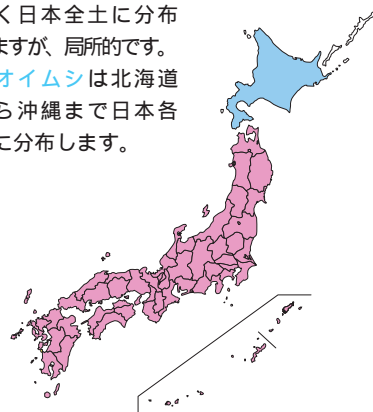 く日本全土に分布
ますが、局所的です。
オイムシは北海道
ら沖縄まで日本各
に分布します。